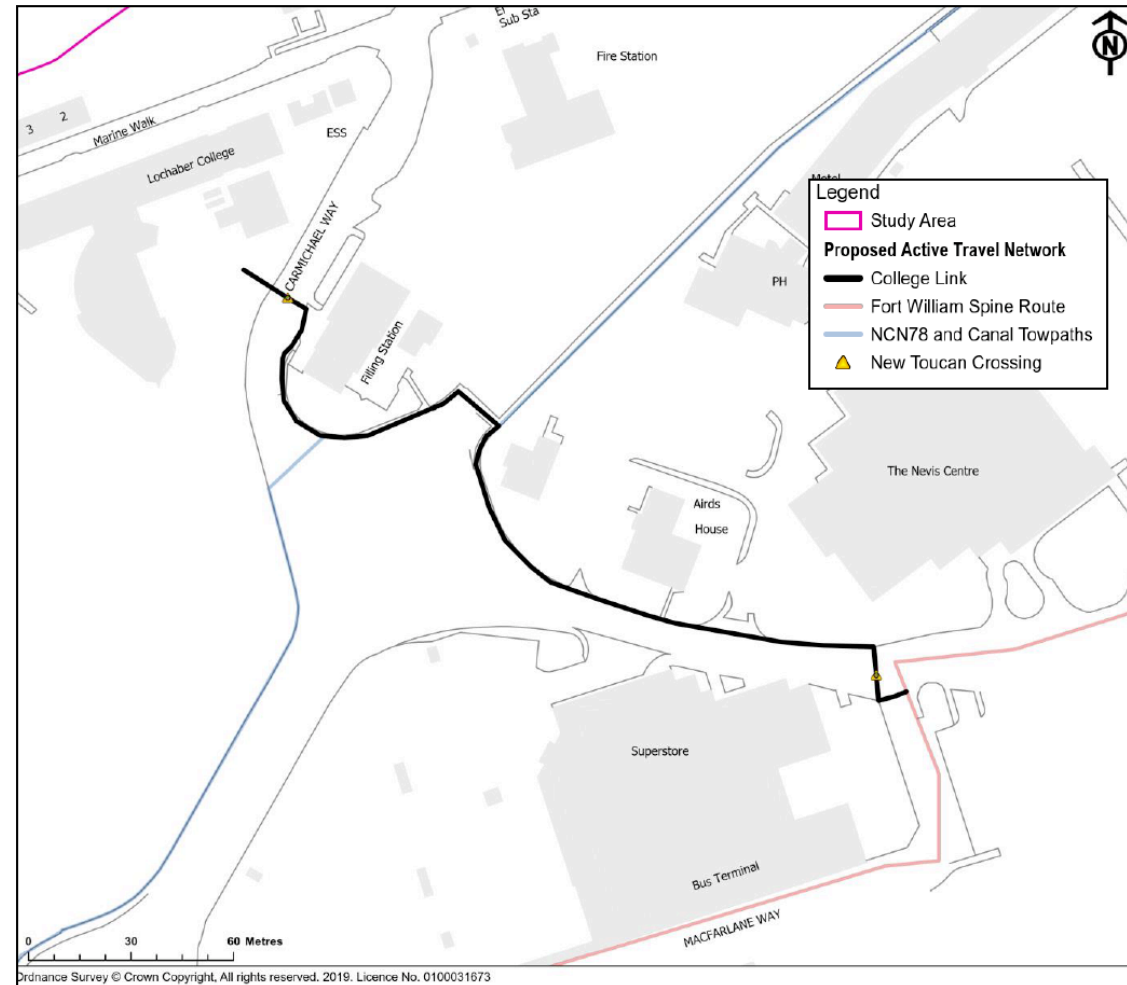 El
Sub Sta
Fire Station
N
3 2
Marine Walk
ESS
Lochaber College
CARMICHAEL WAY
Motel
Legend
Study Area
Proposed Active Travel Network
College Link
Fort William Spine Route
NCN78 and Canal Towpaths
New Toucan Crossing
PH
Filling Station
The Nevis Centre
Airds
House
Superstore
Bus Terminal
MACFARLANE WAY
0 30 60 Metres
Ordnance Survey © Crown Copyright, All rights reserved. 2019. Licence No. 0100031673